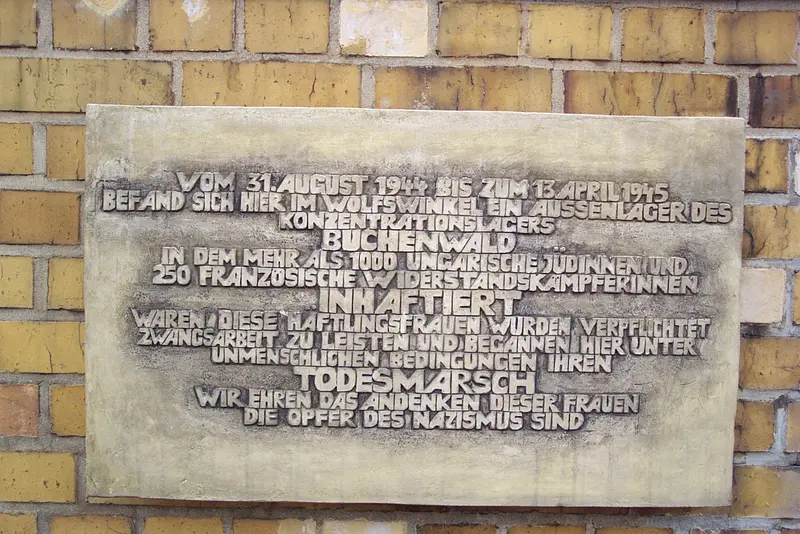 VOM 31. AUGUST 1944 BIS ZUM 13. APRIL 1945
BEFAND SICH HIER IM WOLFSWINKEL EIN AUSSENLAGER DES
KONZENTRATIONSLAGERS
BUCHENWALD
IN DEM MEHR ALS 1000 UNGARISCHE JÜDINNEN UND
250 FRANZÖSISCHE WIDERSTANDSKÄMPFERINNEN
INHAFTIERT
WAREN, DIESE HÄFTLINGSFRAUEN WURDEN VERPFLICHTET
ZWANGSARBEIT ZU LEISTEN UND BEGANNEN HIER UNTER
UNMENSCHLICHEN BEDINGUNGEN IHREN
TODESMARSCH
WIR EHREN DAS ANDENKEN DIESER FRAUEN
DIE OPFER DES NAZISMUS SIND